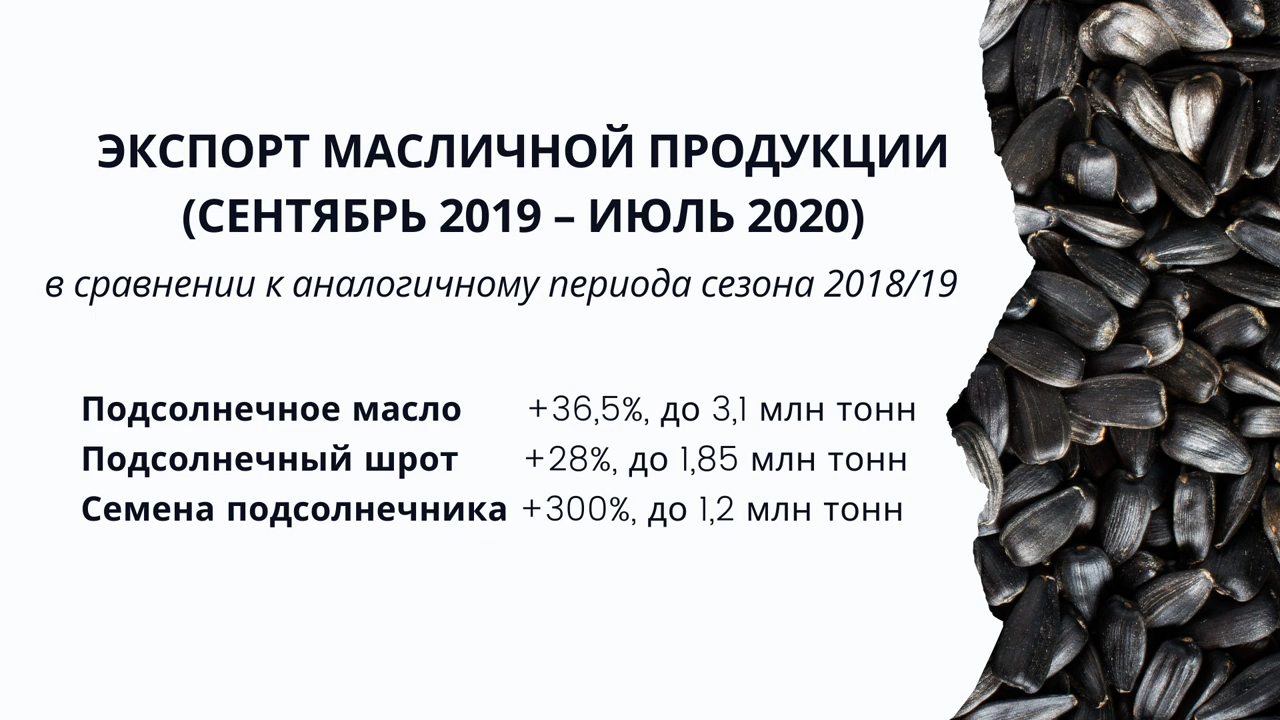 ЭКСПОРТ МАСЛИЧНОЙ ПРОДУКЦИИ
(СЕНТЯБРЬ 2019 – ИЮЛЬ 2020)
в сравнении к аналогичному периода сезона 2018/19
Подсолнечное масло +36,5%, до 3,1 млн тонн
Подсолнечный шрот +28%, до 1,85 млн тонн
Семена подсолнечника +300%, до 1,2 млн тонн